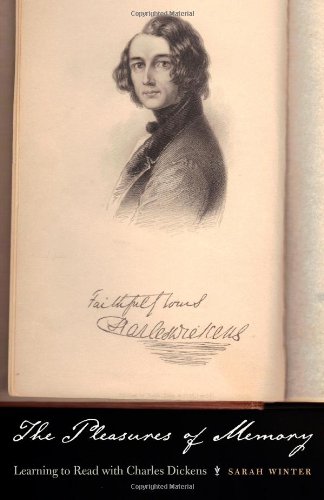 Faithfully Yours
Charles Dickens
The Pleasures of Memory
Learning to Read with Charles Dickens SARAH WINTER